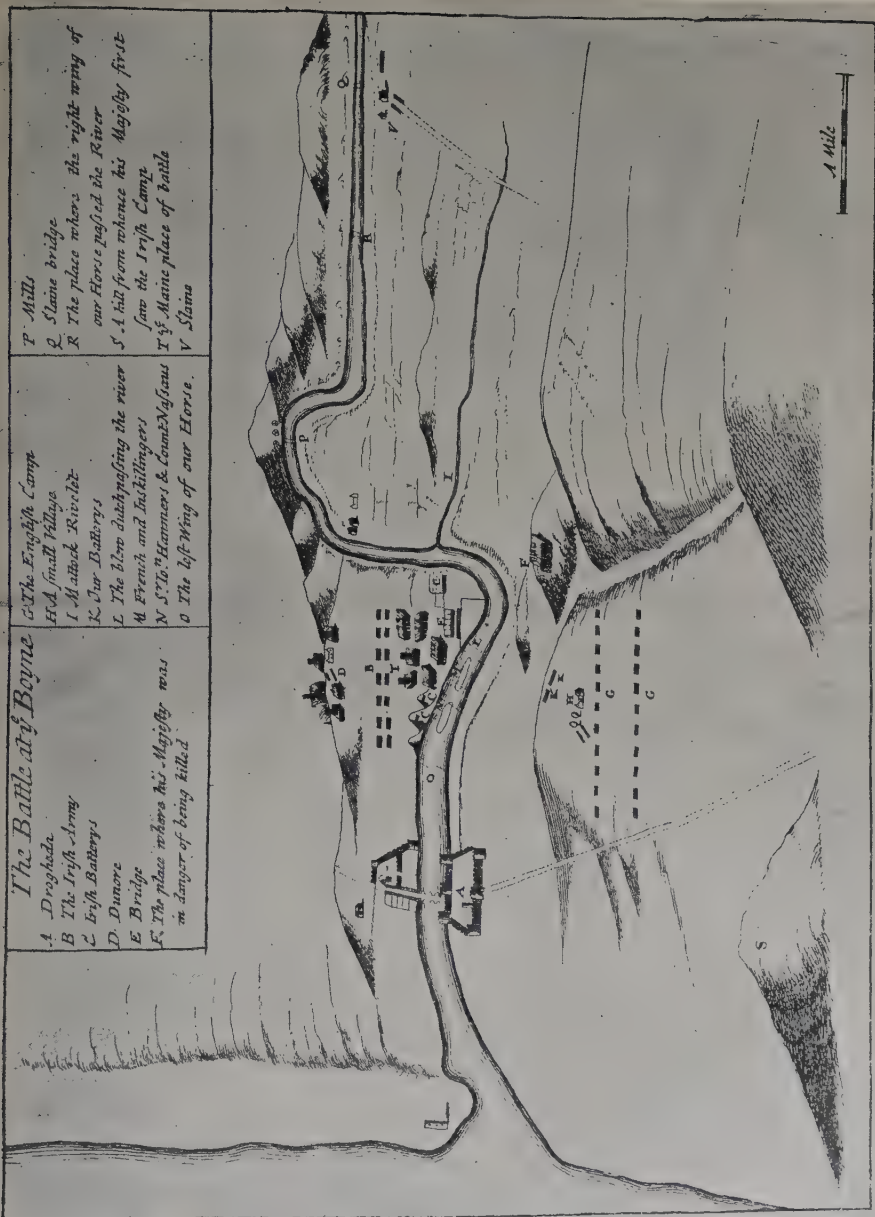 The Battle at yᵉ Boyne
A Drogheda
B The Irish Army
C Irish Batterys
D. Dunore
E Bridge
F. The place where his Majesty was
in danger of being killed
G The English Camp
H A small Village
I Mattock Rivulet
K Our Batterys
L The blew dutch passing the river
M French and Inskillingers
N Sʳ Jonⁿ Hanmers & Count Nassaus
O The left Wing of our Horse.
P Mills
Q Slaine bridge
R The place where the right wing of
our Horse passed the River
S A hill from whence his Majesty first
saw the Irish Camp
T yᵉ Maine place of battle
V Slaine
Q
V
R
P
I
D
B
T
C
E
F
O
K
H
G
G
A
S
A Mile